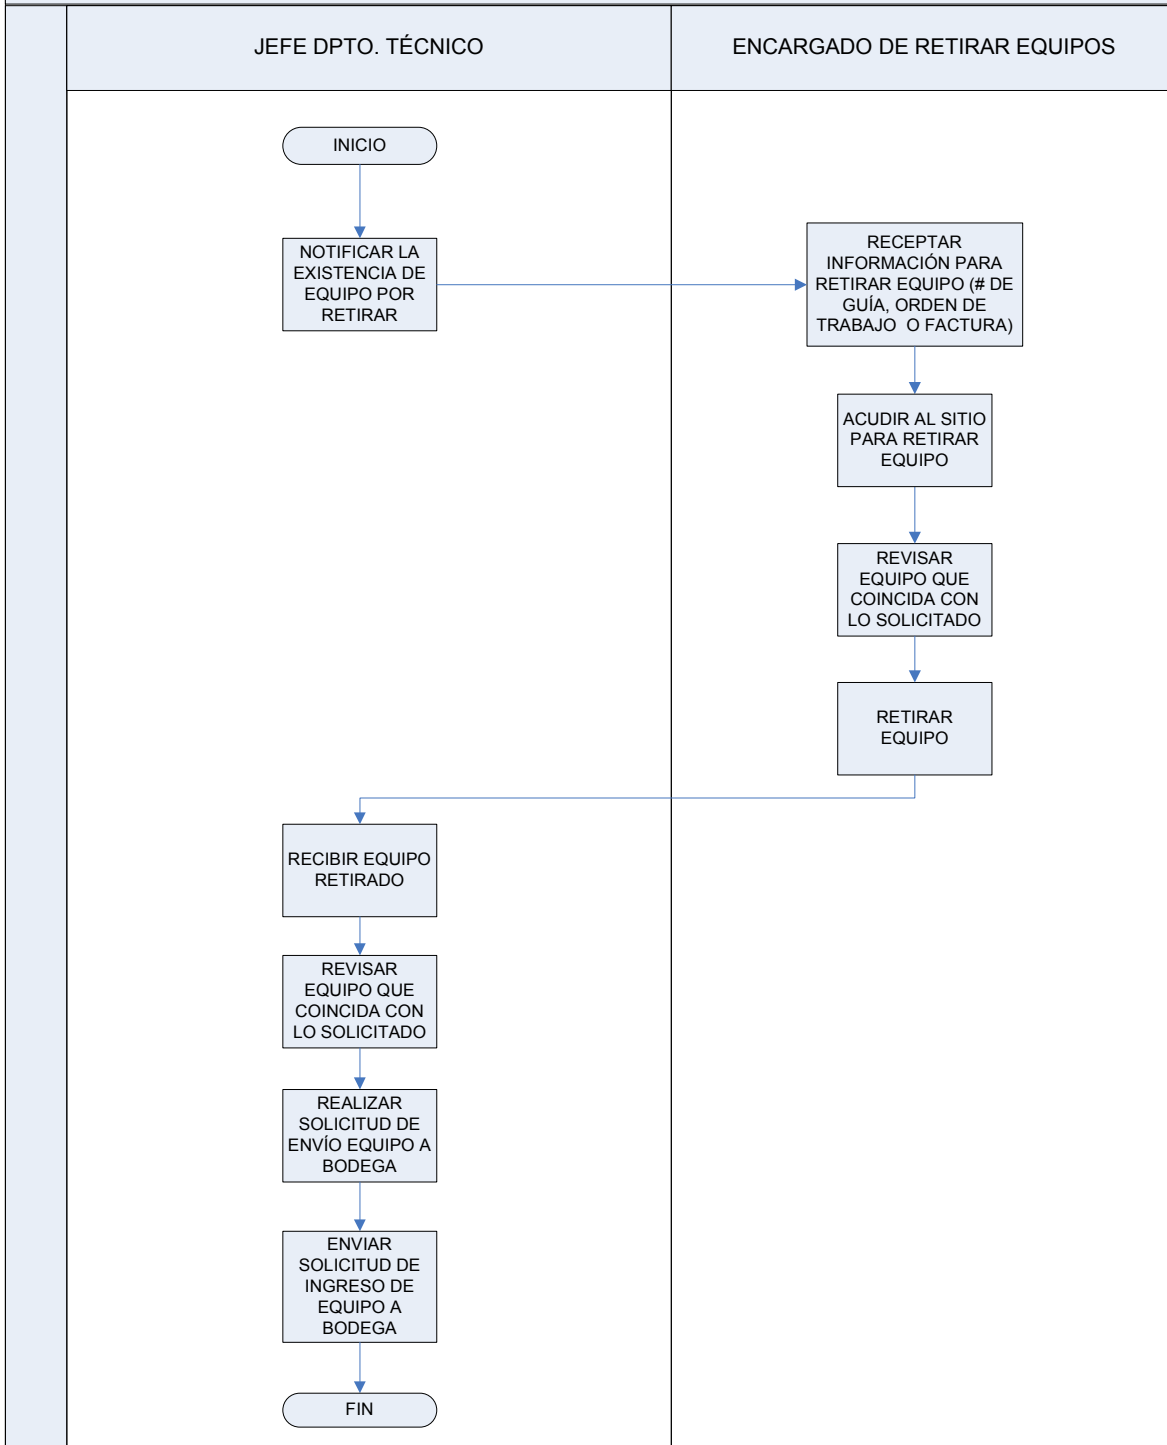 JEFE DPTO. TÉCNICO
ENCARGADO DE RETIRAR EQUIPOS
INICIO
NOTIFICAR LA
EXISTENCIA DE
EQUIPO POR
RETIRAR
RECEPTAR
INFORMACIÓN PARA
RETIRAR EQUIPO (# DE
GUÍA, ORDEN DE
TRABAJO O FACTURA)
ACUDIR AL SITIO
PARA RETIRAR
EQUIPO
REVISAR
EQUIPO QUE
COINCIDA CON
LO SOLICITADO
RETIRAR
EQUIPO
RECIBIR EQUIPO
RETIRADO
REVISAR
EQUIPO QUE
COINCIDA CON
LO SOLICITADO
REALIZAR
SOLICITUD DE
ENVÍO EQUIPO A
BODEGA
ENVIAR
SOLICITUD DE
INGRESO DE
EQUIPO A
BODEGA
FIN